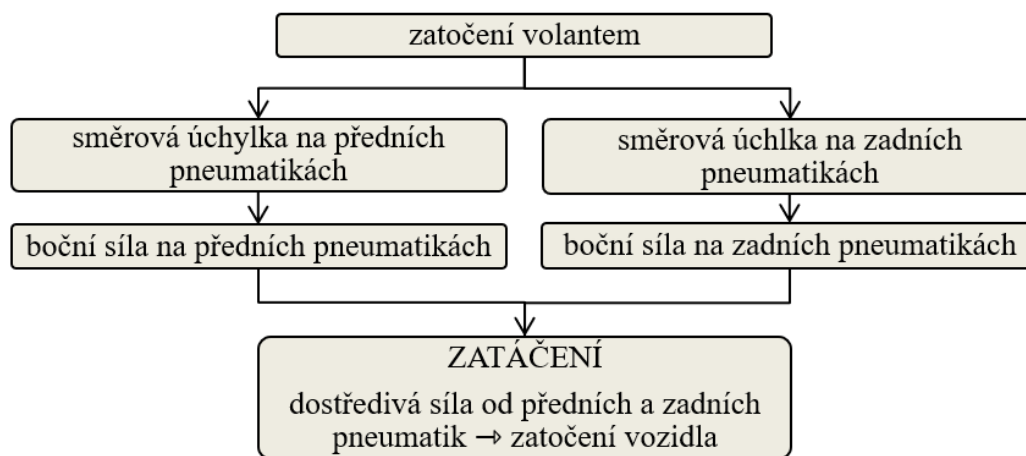 zatočení volantem
směrová úchylka na předních
pneumatikách
směrová úchlka na zadních
pneumatikách
boční síla na předních pneumatikách
boční síla na zadních pneumatikách
ZATÁČENÍ
dostředivá síla od předních a zadních
pneumatik → zatočení vozidla